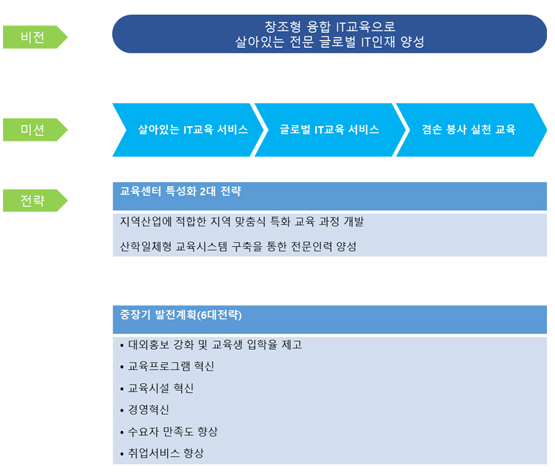 비전
창조형 융합 IT교육으로
살아있는 전문 글로벌 IT인재 양성
미션
살아있는 IT교육 서비스
글로벌 IT교육 서비스
겸손 봉사 실천 교육
전략
교육센터 특성화 2대 전략
지역산업에 적합한 지역 맞춤식 특화 교육 과정 개발
산학일체형 교육시스템 구축을 통한 전문인력 양성
중장기 발전계획(6대전략)
• 대외홍보 강화 및 교육생 입학율 제고
• 교육프로그램 혁신
• 교육시설 혁신
• 경영혁신
• 수요자 만족도 향상
• 취업서비스 향상